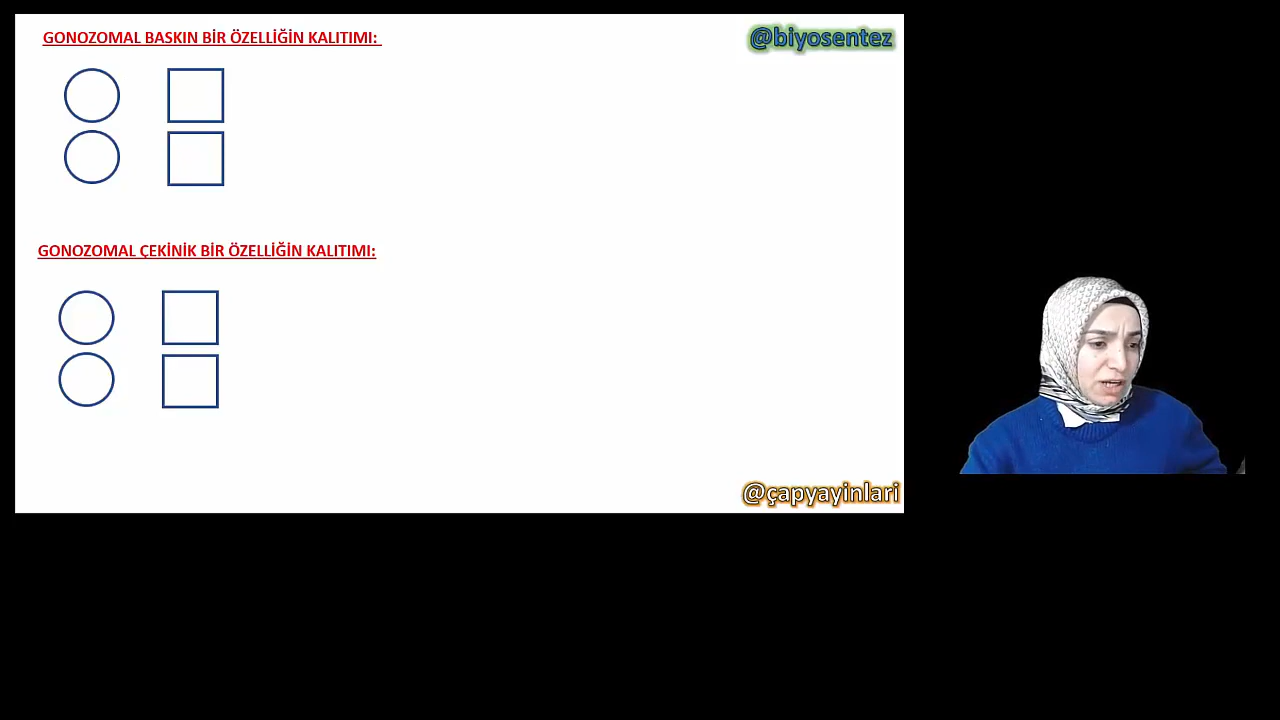 GONOZOMAL BASKIN BİR ÖZELLİĞİN KALITIMI:
@biyosentez
GONOZOMAL ÇEKİNİK BİR ÖZELLİĞİN KALITIMI:
@çapyayinlari